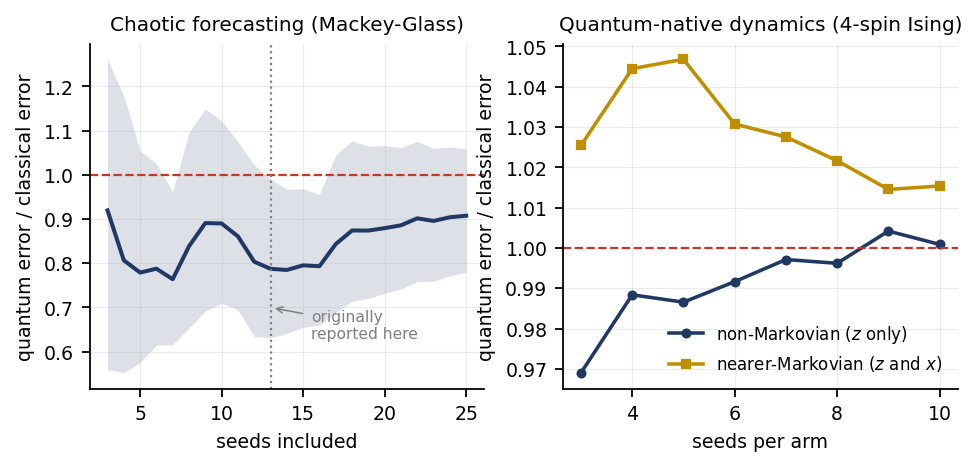 Chaotic forecasting (Mackey-Glass)
quantum error / classical error
1.2
1.1
1.0
0.9
0.8
0.7
0.6
originally
reported here
5
10
15
20
25
seeds included
Quantum-native dynamics (4-spin Ising)
quantum error / classical error
1.05
1.04
1.03
1.02
1.01
1.00
0.99
0.98
0.97
non-Markovian (z only)
nearer-Markovian (z and x)
4
6
8
10
seeds per arm